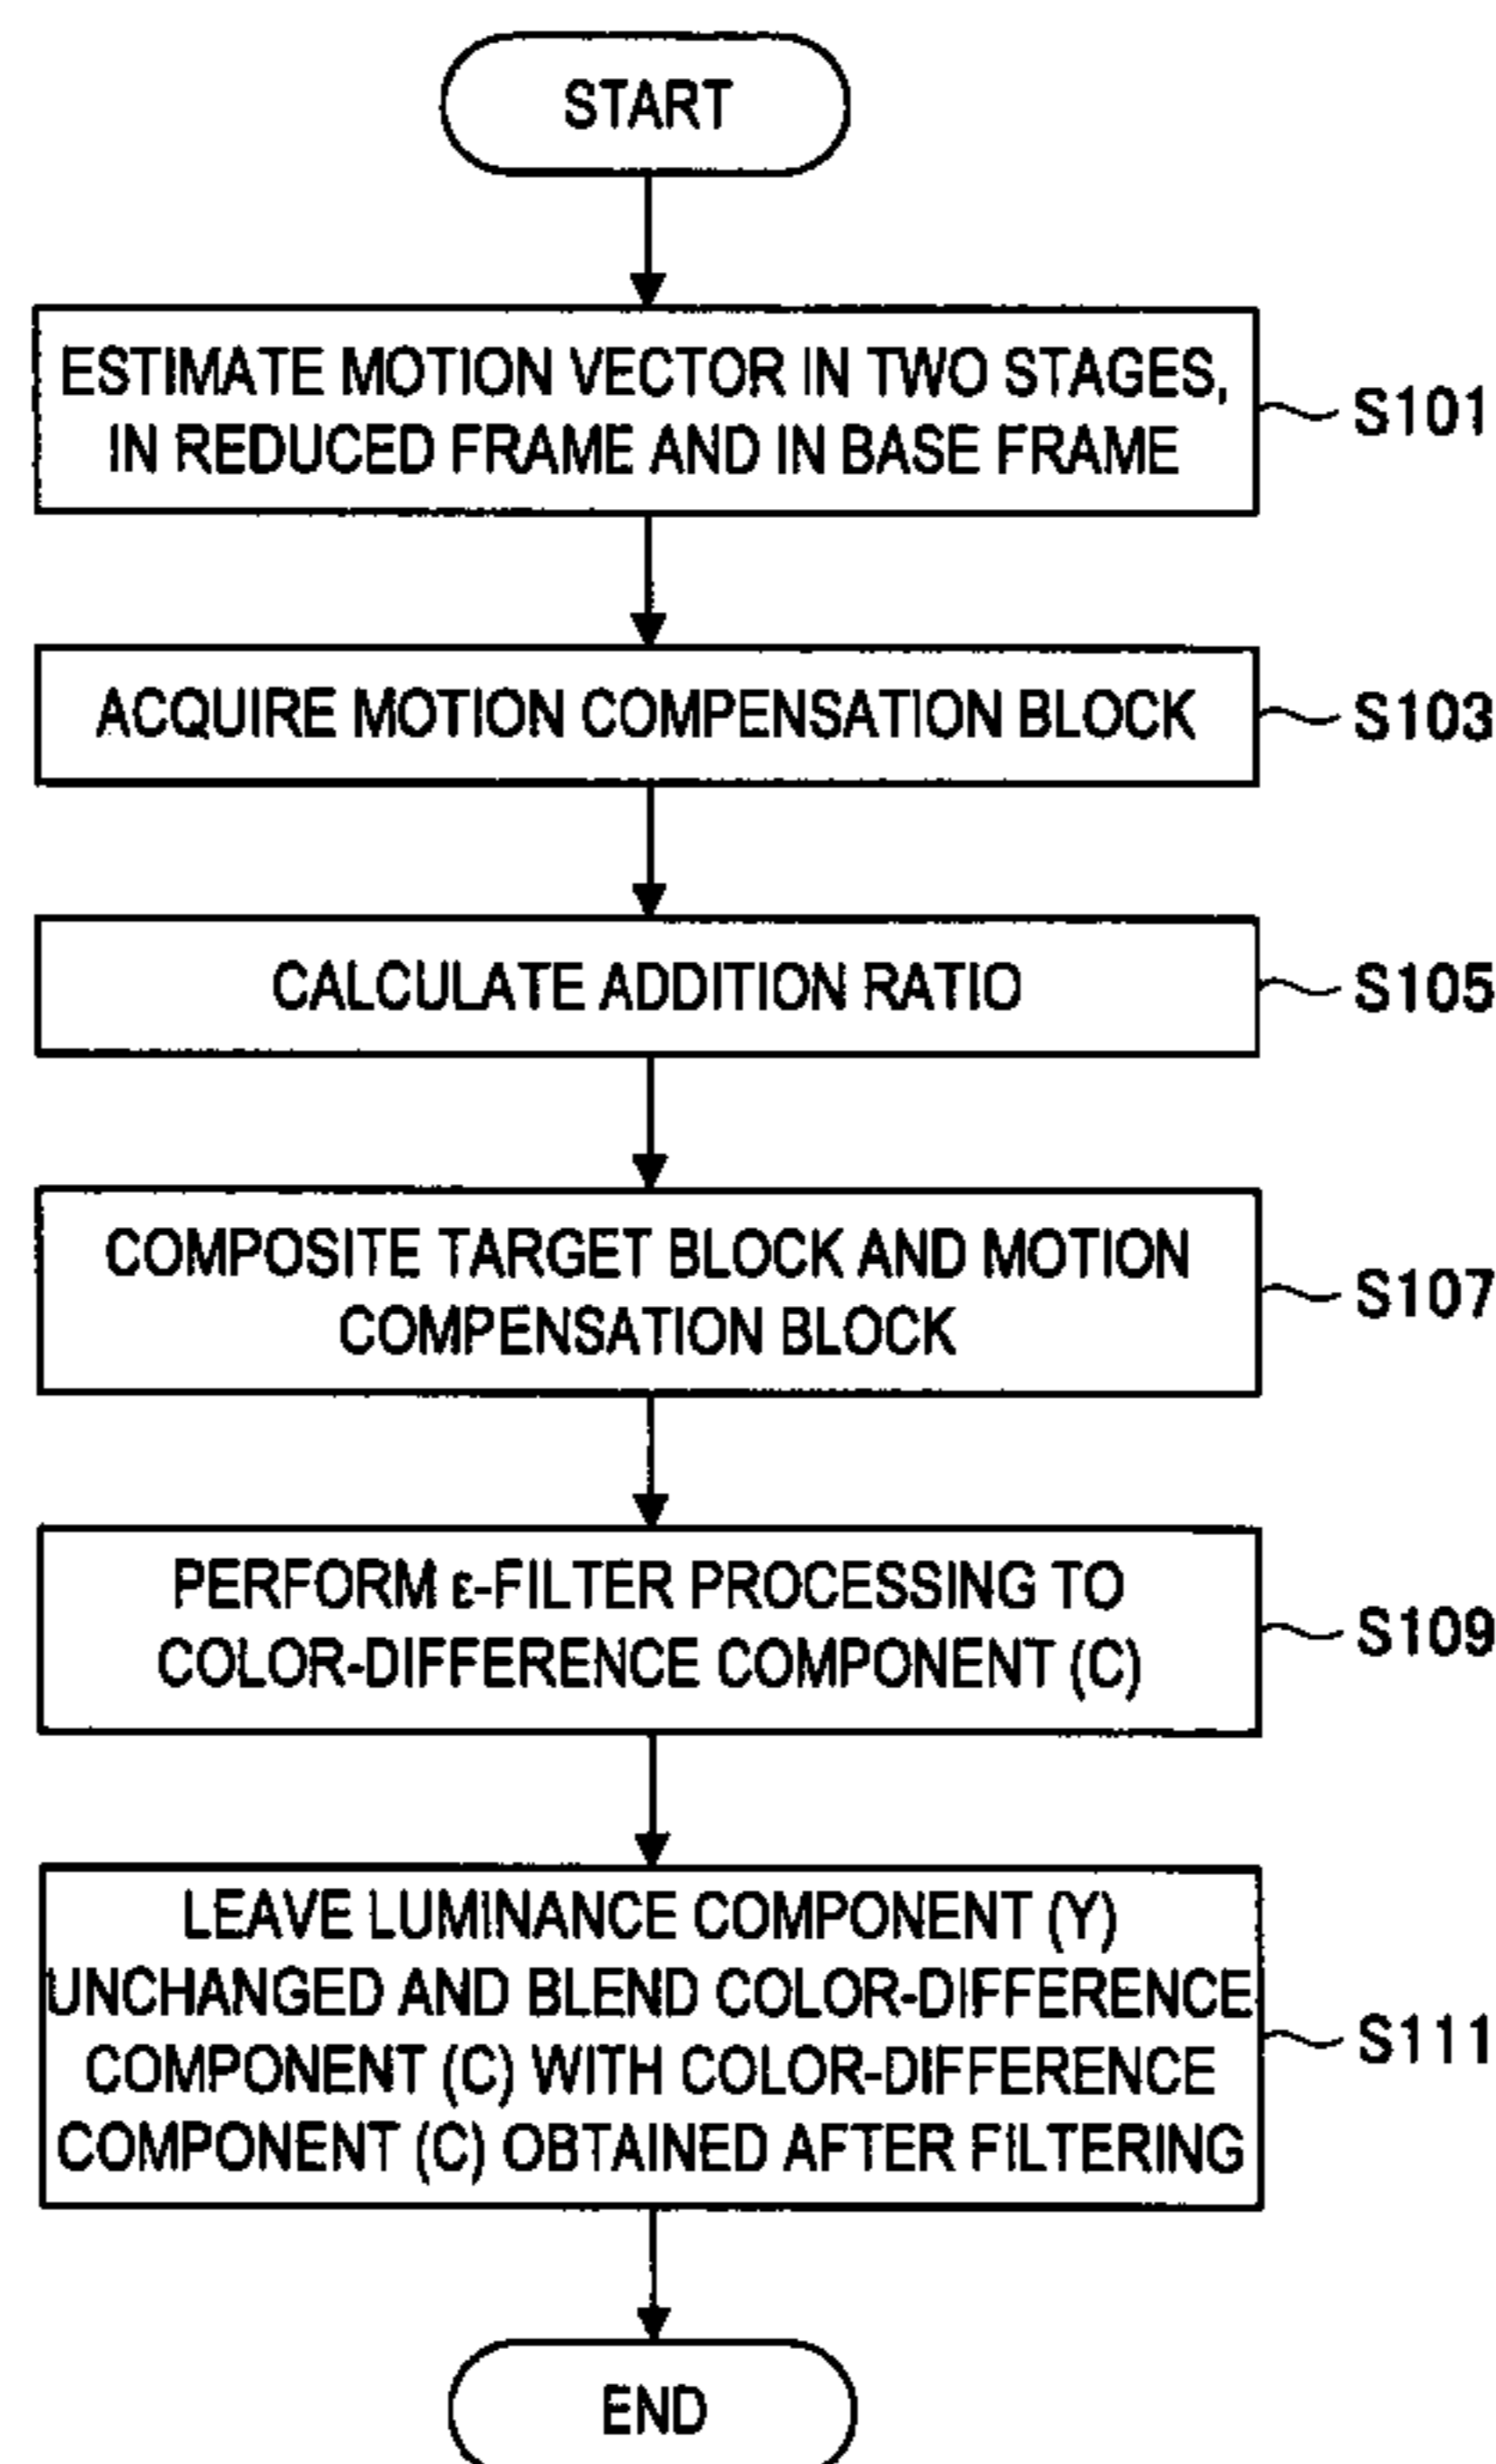 START
ESTIMATE MOTION VECTOR IN TWO STAGES,
IN REDUCED FRAME AND IN BASE FRAME
S101
ACQUIRE MOTION COMPENSATION BLOCK
S103
CALCULATE ADDITION RATIO
S105
COMPOSITE TARGET BLOCK AND MOTION
COMPENSATION BLOCK
S107
PERFORM ε-FILTER PROCESSING TO
COLOR-DIFFERENCE COMPONENT (C)
S109
LEAVE LUMINANCE COMPONENT (Y)
UNCHANGED AND BLEND COLOR-DIFFERENCE
COMPONENT (C) WITH COLOR-DIFFERENCE
COMPONENT (C) OBTAINED AFTER FILTERING
S111
END